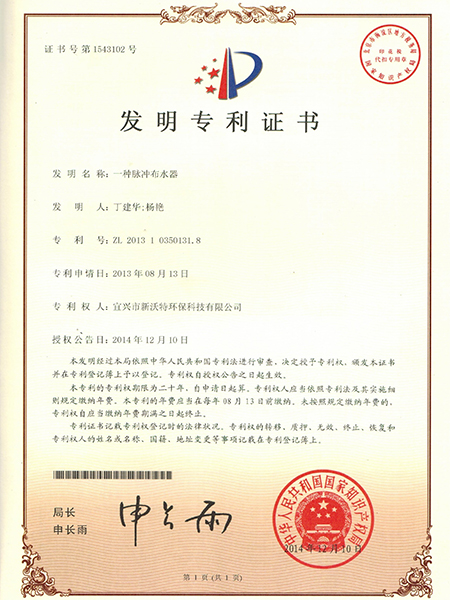 证书号第1543102号
发明专利证书
发明名称:一种脉冲布水器
发明人:丁建华;杨艳
专利号:ZL 2013 1 0350131.8
专利申请日:2013年08月13日
专利权人:宜兴市新沃特环保科技有限公司
授权公告日:2014年12月10日
本发明经过本局依照中华人民共和国专利法进行审查,决定授予专利权,颁发本证书
并在专利登记簿上予以登记。专利权自授权公告之日起生效。
本专利的专利权期限为二十年,自申请日起算。专利权人应当依照专利法及其实施细
则规定缴纳年费。本专利的年费应当在每年08月13日前缴纳。未按照规定缴纳年费的,
专利权自应当缴纳年费期满之日起终止。
专利证书记载专利权登记时的法律状况。专利权的转移、质押、无效、终止、恢复和
专利权人的姓名或名称、国籍、地址变更等事项记载在专利登记簿上。
局长
申长雨
申长雨
中华人民共和国国家知识产权局
2014年12月10日
第1页(共1页)